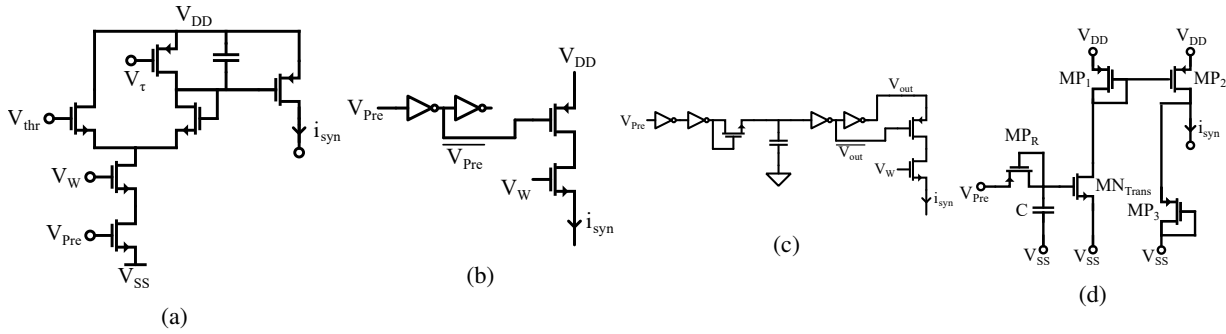 V_DD
V_τ
V_thr
i_syn
V_W
V_Pre
V_SS
(a)
V_DD
V_Pre
V_Pre
V_W
i_syn
(b)
V_out
V_Pre
V_out
V_W
i_syn
(c)
V_DD
V_DD
MP_1
MP_2
MP_R
i_syn
V_Pre
MN_Trans
C
MP_3
V_SS
V_SS
V_SS
(d)